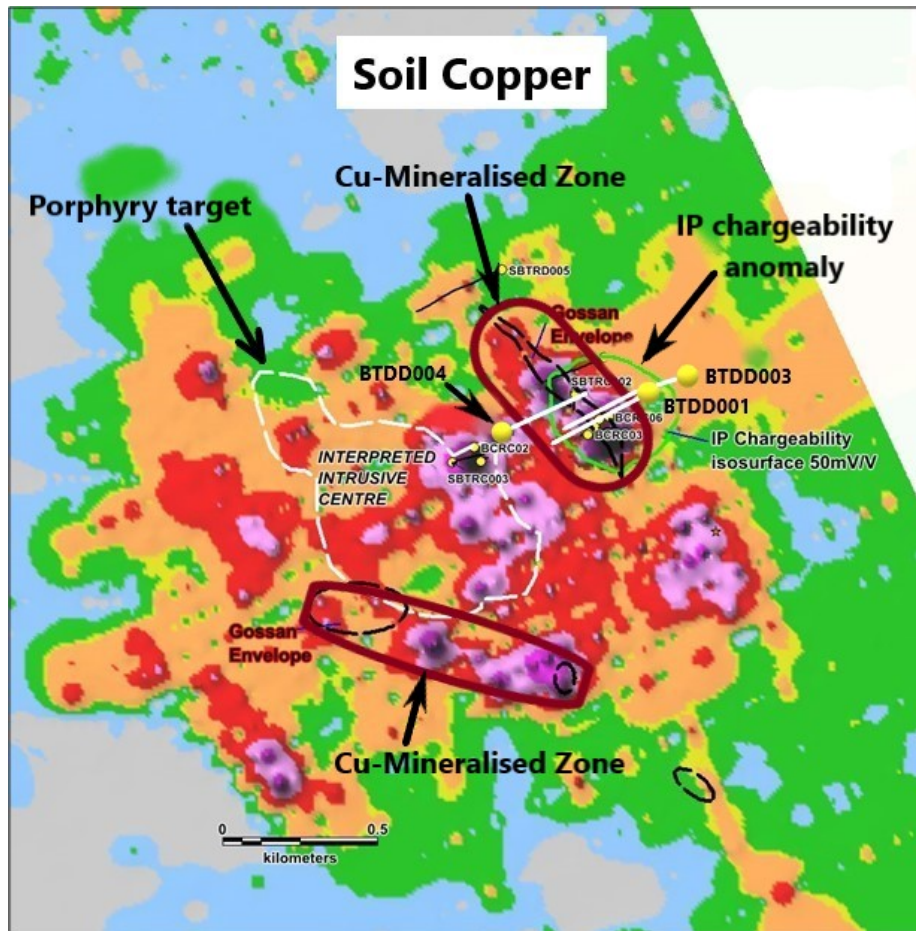 Soil Copper
Cu-Mineralised Zone
Porphyry target
IP chargeability
anomaly
SBTRD005
Gossan
Envelope
BTDD004
SBTRC002
BTDD003
BTDD001
BCRC06
BCRC03
IP Chargeability
isosurface 50mV/V
INTERPRETED
INTRUSIVE
CENTRE
BCRC02
SBTRC003
Gossan
Envelope
Cu-Mineralised Zone
0 0.5
kilometers